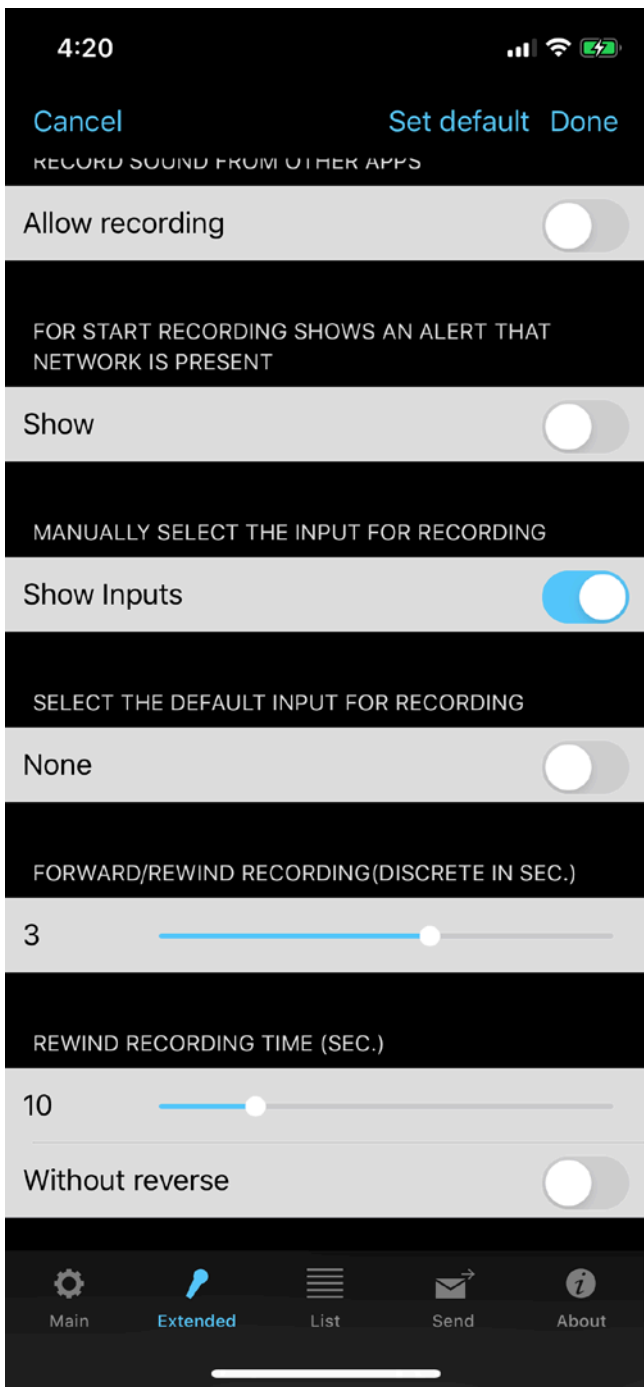 4:20
Cancel Set default Done
RECORD SOUND FROM OTHER APPS
Allow recording
FOR START RECORDING SHOWS AN ALERT THAT
NETWORK IS PRESENT
Show
MANUALLY SELECT THE INPUT FOR RECORDING
Show Inputs
SELECT THE DEFAULT INPUT FOR RECORDING
None
FORWARD/REWIND RECORDING(DISCRETE IN SEC.)
3
REWIND RECORDING TIME (SEC.)
10
Without reverse
Main Extended List Send About